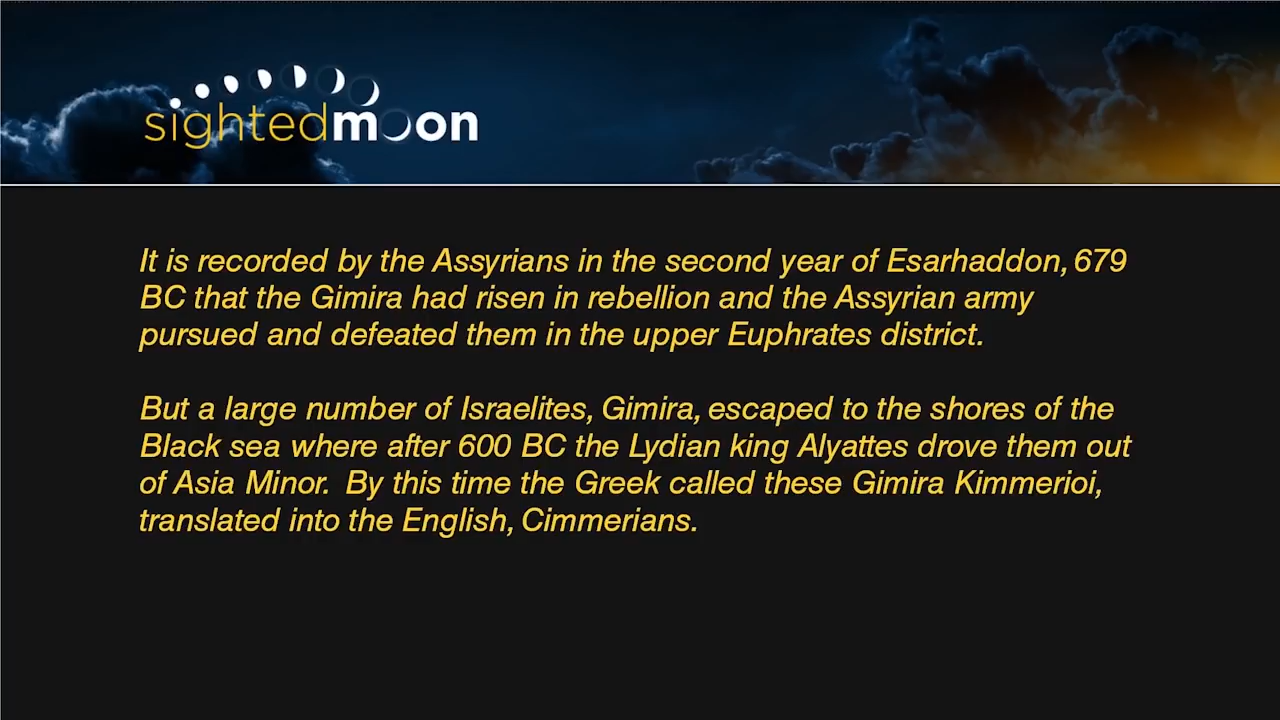 sightedmoon
It is recorded by the Assyrians in the second year of Esarhaddon, 679
BC that the Gimira had risen in rebellion and the Assyrian army
pursued and defeated them in the upper Euphrates district.
But a large number of Israelites, Gimira, escaped to the shores of the
Black sea where after 600 BC the Lydian king Alyattes drove them out
of Asia Minor. By this time the Greek called these Gimira Kimmerioi,
translated into the English, Cimmerians.